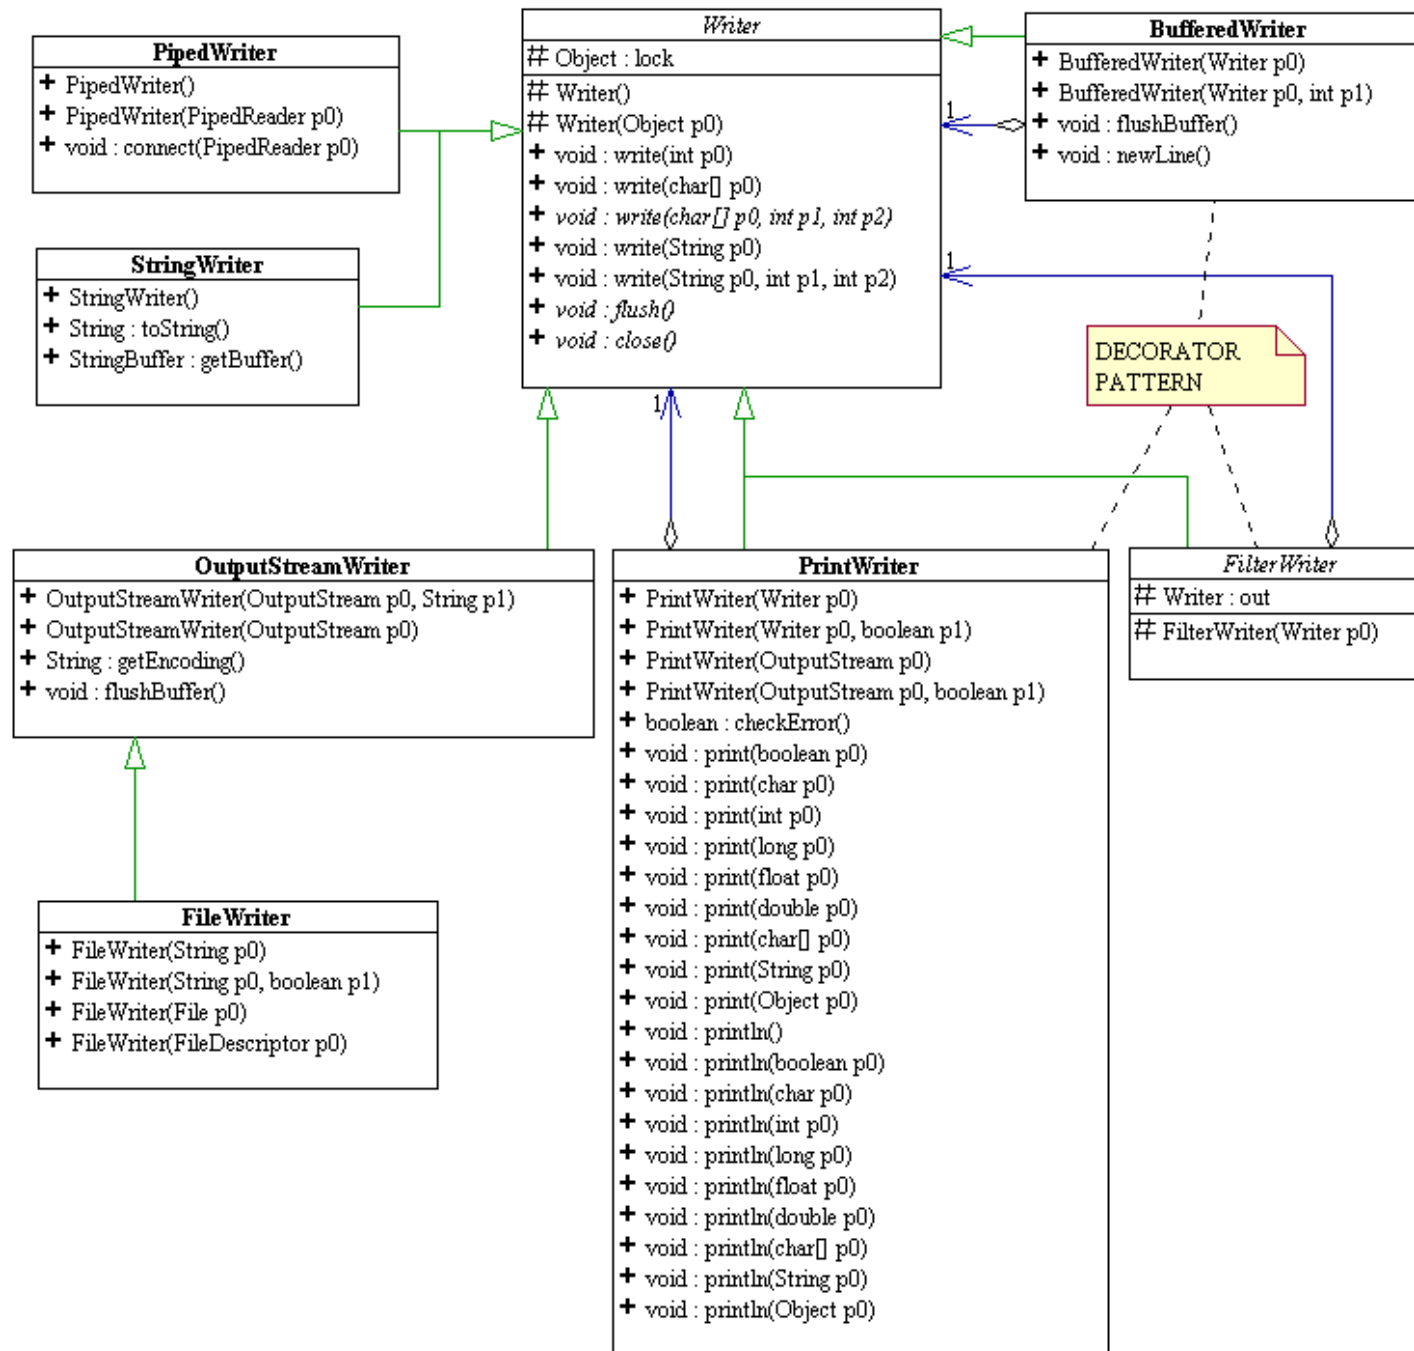 PipedWriter
+ PipedWriter()
+ PipedWriter(PipedReader p0)
+ void : connect(PipedReader p0)
StringWriter
+ StringWriter()
+ String : toString()
+ StringBuffer : getBuffer()
Writer
# Object : lock
# Writer()
# Writer(Object p0)
+ void : write(int p0)
+ void : write(char[] p0)
+ void : write(char[] p0, int p1, int p2)
+ void : write(String p0)
+ void : write(String p0, int p1, int p2)
+ void : flush()
+ void : close()
BufferedWriter
+ BufferedWriter(Writer p0)
+ BufferedWriter(Writer p0, int p1)
+ void : flushBuffer()
+ void : newLine()
1
1
1
DECORATOR
PATTERN
OutputStreamWriter
+ OutputStreamWriter(OutputStream p0, String p1)
+ OutputStreamWriter(OutputStream p0)
+ String : getEncoding()
+ void : flushBuffer()
FileWriter
+ FileWriter(String p0)
+ FileWriter(String p0, boolean p1)
+ FileWriter(File p0)
+ FileWriter(FileDescriptor p0)
PrintWriter
+ PrintWriter(Writer p0)
+ PrintWriter(Writer p0, boolean p1)
+ PrintWriter(OutputStream p0)
+ PrintWriter(OutputStream p0, boolean p1)
+ boolean : checkError()
+ void : print(boolean p0)
+ void : print(char p0)
+ void : print(int p0)
+ void : print(long p0)
+ void : print(float p0)
+ void : print(double p0)
+ void : print(char[] p0)
+ void : print(String p0)
+ void : print(Object p0)
+ void : println()
+ void : println(boolean p0)
+ void : println(char p0)
+ void : println(int p0)
+ void : println(long p0)
+ void : println(float p0)
+ void : println(double p0)
+ void : println(char[] p0)
+ void : println(String p0)
+ void : println(Object p0)
FilterWriter
# Writer : out
# FilterWriter(Writer p0)